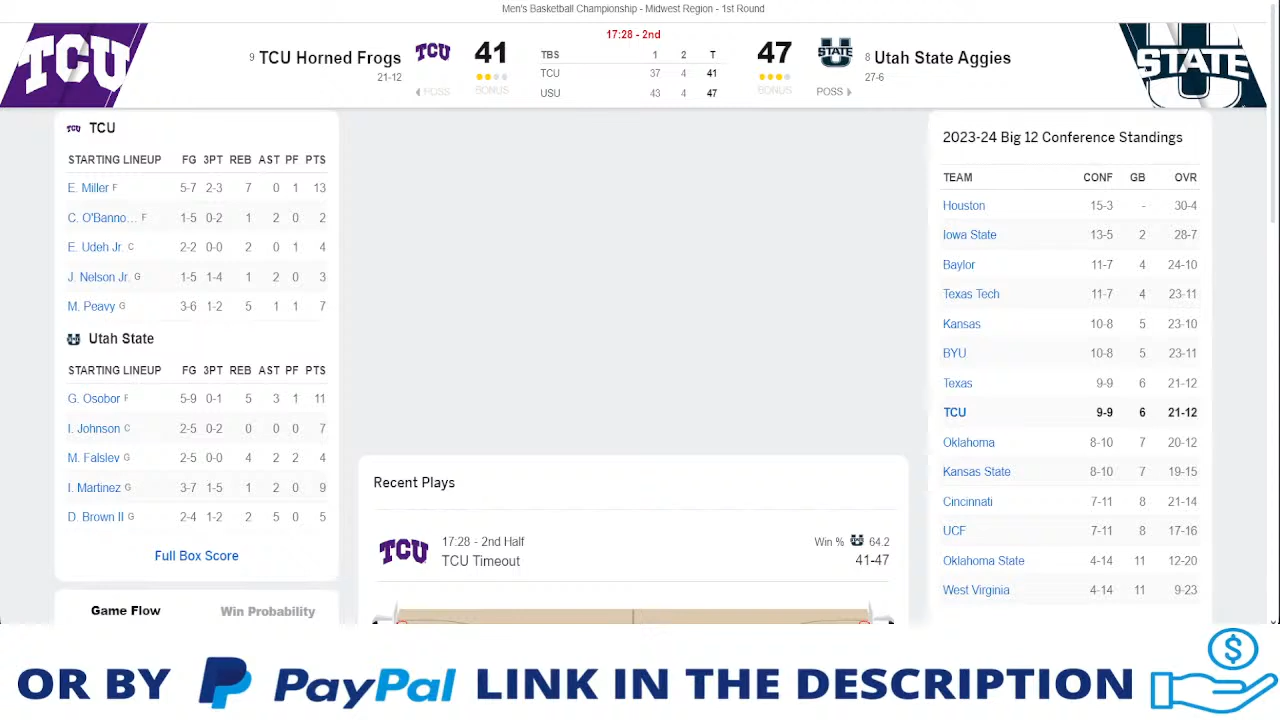 Men's Basketball Championship - Midwest Region - 1st Round
TCU
9 TCU Horned Frogs
21-12
TCU
41
POSS
BONUS
17:28 - 2nd
TBS 1 2 T
TCU 37 4 41
USU 43 4 47
47
BONUS
STATE
8 Utah State Aggies
27-6
POSS
U STATE
TCU TCU
STARTING LINEUP FG 3PT REB AST PF PTS
E. Miller F 5-7 2-3 7 0 1 13
C. O'Banno... F 1-5 0-2 1 2 0 2
E. Udeh Jr. C 2-2 0-0 2 0 1 4
J. Nelson Jr. G 1-5 1-4 1 2 0 3
M. Peavy G 3-6 1-2 5 1 1 7
Utah State
STARTING LINEUP FG 3PT REB AST PF PTS
G. Osobor F 5-9 0-1 5 3 1 11
I. Johnson C 2-5 0-2 0 0 0 7
M. Falslev G 2-5 0-0 4 2 2 4
I. Martinez G 3-7 1-5 1 2 0 9
D. Brown II G 2-4 1-2 2 5 0 5
Full Box Score
Game Flow Win Probability
Recent Plays
TCU
17:28 - 2nd Half
TCU Timeout
Win % 64.2
41-47
2023-24 Big 12 Conference Standings
TEAM CONF GB OVR
Houston 15-3 - 30-4
Iowa State 13-5 2 28-7
Baylor 11-7 4 24-10
Texas Tech 11-7 4 23-11
Kansas 10-8 5 23-10
BYU 10-8 5 23-11
Texas 9-9 6 21-12
TCU 9-9 6 21-12
Oklahoma 8-10 7 20-12
Kansas State 8-10 7 19-15
Cincinnati 7-11 8 21-14
UCF 7-11 8 17-16
Oklahoma State 4-14 11 12-20
West Virginia 4-14 11 9-23
OR BY PayPal LINK IN THE DESCRIPTION